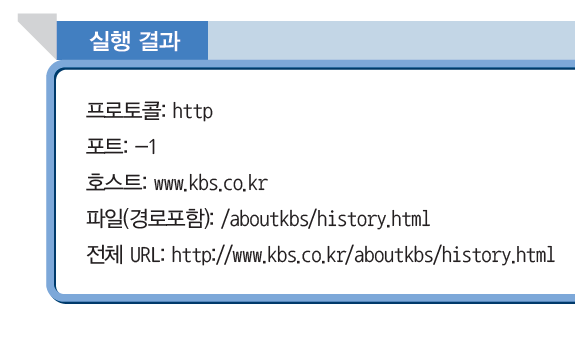 실행 결과
프로토콜: http
포트: -1
호스트: www.kbs.co.kr
파일(경로포함): /aboutkbs/history.html
전체 URL: http://www.kbs.co.kr/aboutkbs/history.html